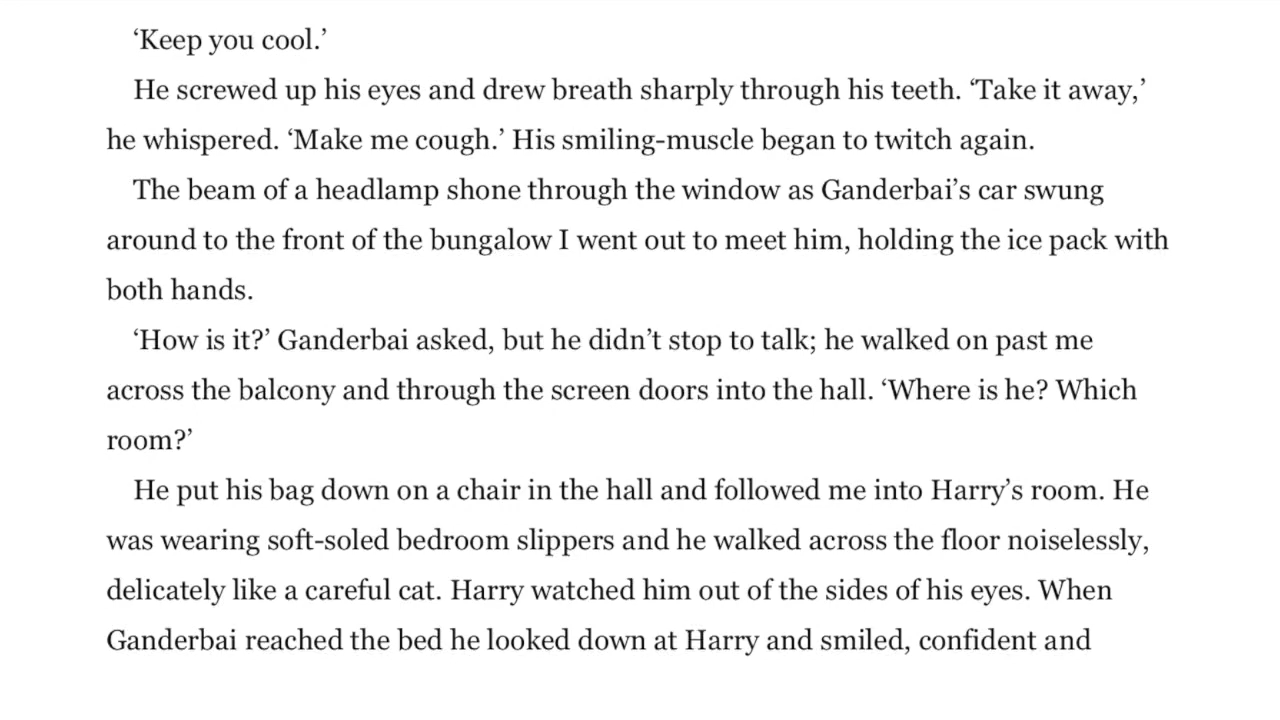 ‘Keep you cool.’
He screwed up his eyes and drew breath sharply through his teeth. ‘Take it away,’
he whispered. ‘Make me cough.’ His smiling-muscle began to twitch again.
The beam of a headlamp shone through the window as Ganderbai’s car swung
around to the front of the bungalow I went out to meet him, holding the ice pack with
both hands.
‘How is it?’ Ganderbai asked, but he didn’t stop to talk; he walked on past me
across the balcony and through the screen doors into the hall. ‘Where is he? Which
room?’
He put his bag down on a chair in the hall and followed me into Harry’s room. He
was wearing soft-soled bedroom slippers and he walked across the floor noiselessly,
delicately like a careful cat. Harry watched him out of the sides of his eyes. When
Ganderbai reached the bed he looked down at Harry and smiled, confident and